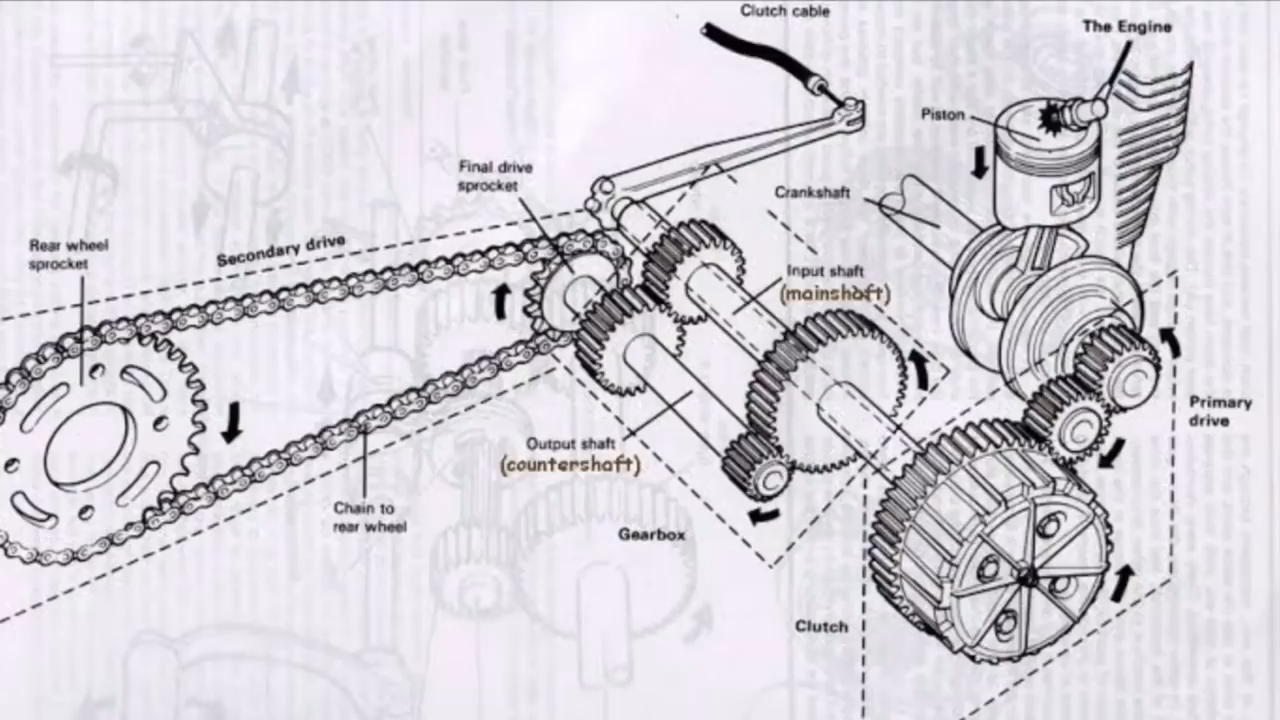 Clutch cable
The Engine
Piston
Final drive
sprocket
Crankshaft
Rear wheel
sprocket
Secondary drive
Input shaft
(mainshaft)
Primary
drive
Output shaft
(countershaft)
Chain to
rear wheel
Gearbox
Clutch